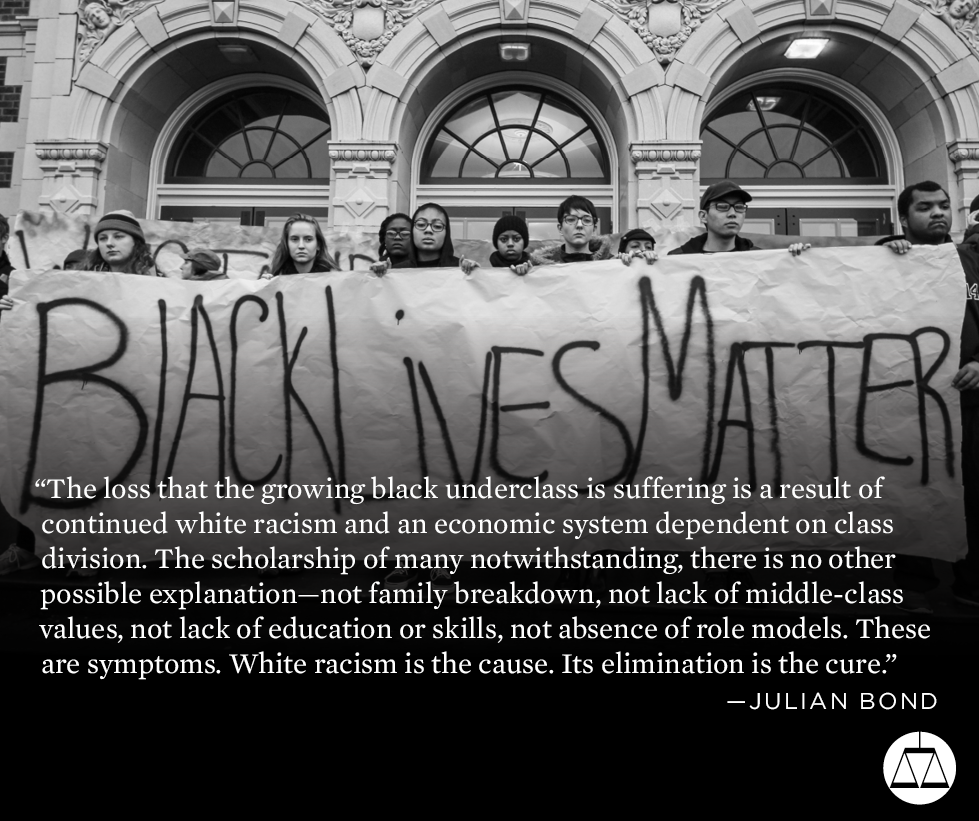 BlACK liVES MATTER
“The loss that the growing black underclass is suffering is a result of
continued white racism and an economic system dependent on class
division. The scholarship of many notwithstanding, there is no other
possible explanation—not family breakdown, not lack of middle-class
values, not lack of education or skills, not absence of role models. These
are symptoms. White racism is the cause. Its elimination is the cure.”
—JULIAN BOND